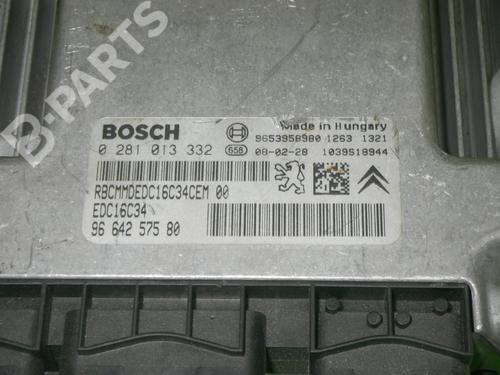 B-Parts
BOSCH
Made in Hungary
9653958980 1263 1321
0 281 013 332 658 08-02-28 1039S18944
RBCMMDEDC16C34CEM 00
EDC16C34
96 642 575 80